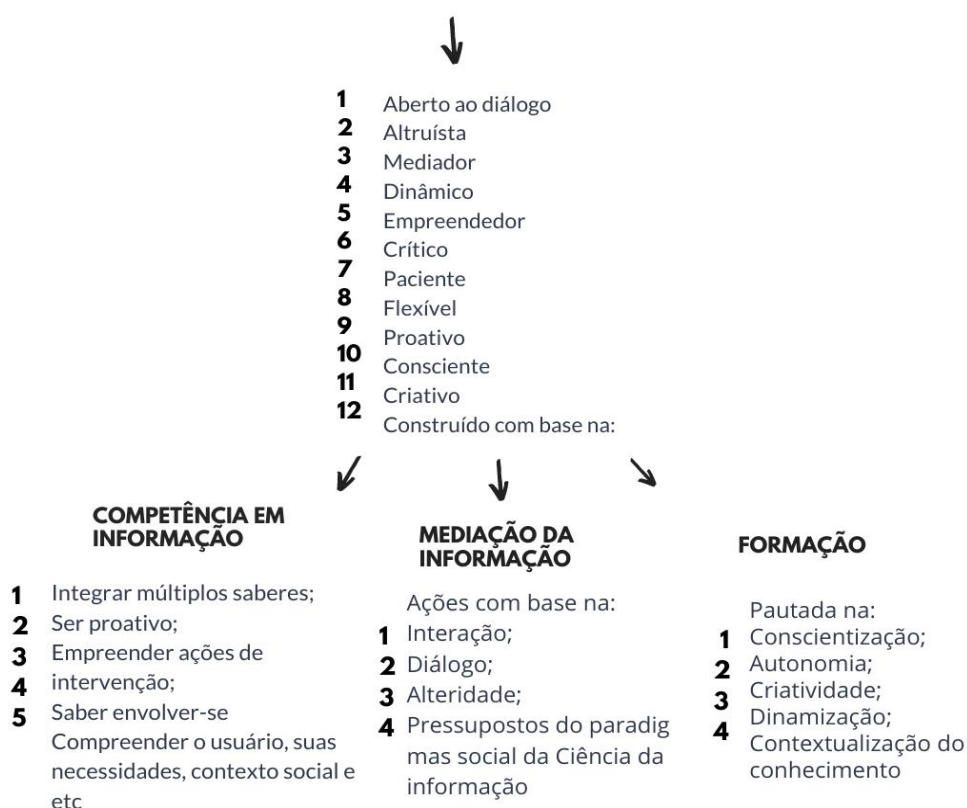 1 Aberto ao diálogo
2 Altruísta
3 Mediador
4 Dinâmico
5 Empreendedor
6 Crítico
7 Paciente
8 Flexível
9 Proativo
10 Consciente
11 Criativo
12 Construído com base na:
COMPETÊNCIA EM
INFORMAÇÃO
1 Integrar múltiplos saberes;
2 Ser proativo;
3 Empreender ações de
4 intervenção;
5 Saber envolver-se
Compreender o usuário, suas
necessidades, contexto social e
etc
MEDIAÇÃO DA
INFORMAÇÃO
Ações com base na:
1 Interação;
2 Diálogo;
3 Alteridade;
4 Pressupostos do paradig
mas social da Ciência da
informação
FORMAÇÃO
Pautada na:
1 Conscientização;
2 Autonomia;
3 Criatividade;
4 Dinamização;
Contextualização do
conhecimento